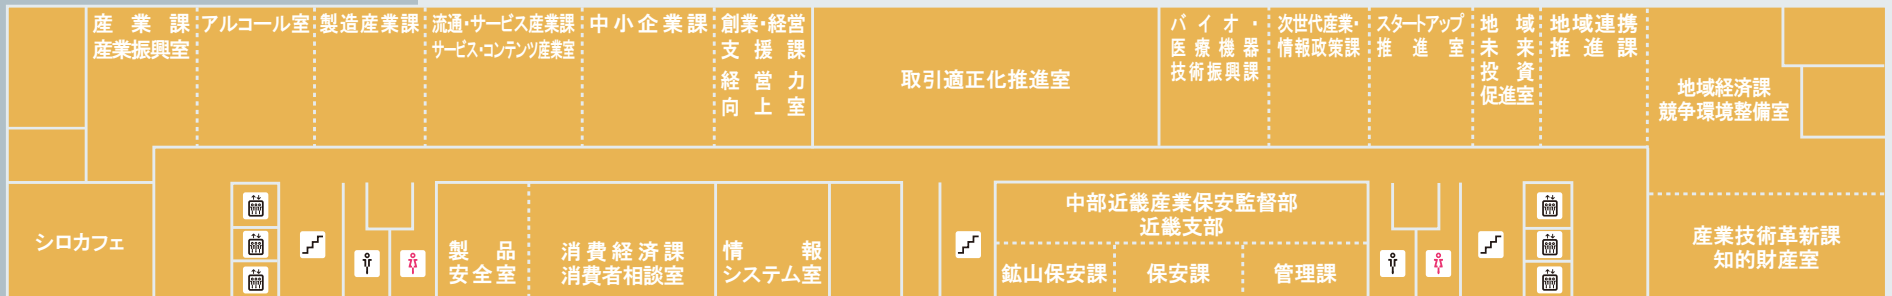 産業課
産業振興室
アルコール室
製造産業課
流通・サービス産業課
サービス・コンテンツ産業室
中小企業課
創業・経営
支援課
経営力
向上室
取引適正化推進室
バイオ・
医療機器
技術振興課
次世代産業・
情報政策課
スタートアップ
推進室
地域
未来
投資
促進室
地域連携
推進課
地域経済課
競争環境整備室
シロカフェ
製品
安全室
消費経済課
消費者相談室
情報
システム室
中部近畿産業保安監督部
近畿支部
鉱山保安課
保安課
管理課
産業技術革新課
知的財産室